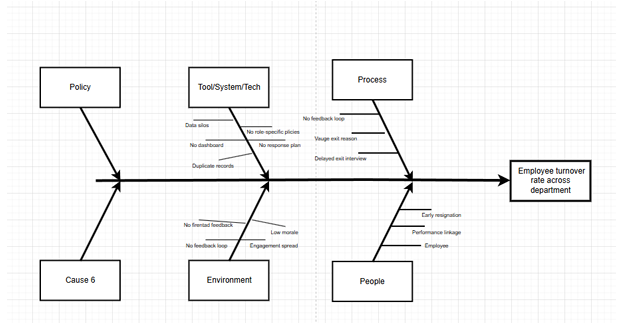 Policy
Tool/System/Tech
Process
Data silos
No role specific plicies
No dashboard
No response plan
Duplicate records
No feedback loop
Vauge exit reason
Delayed exit interview
Employee turnover
rate across
department
No firentad feedback
Low morale
No feedback loop
Engagement spread
Early resignation
Performance linkage
Employee
Cause 6
Environment
People